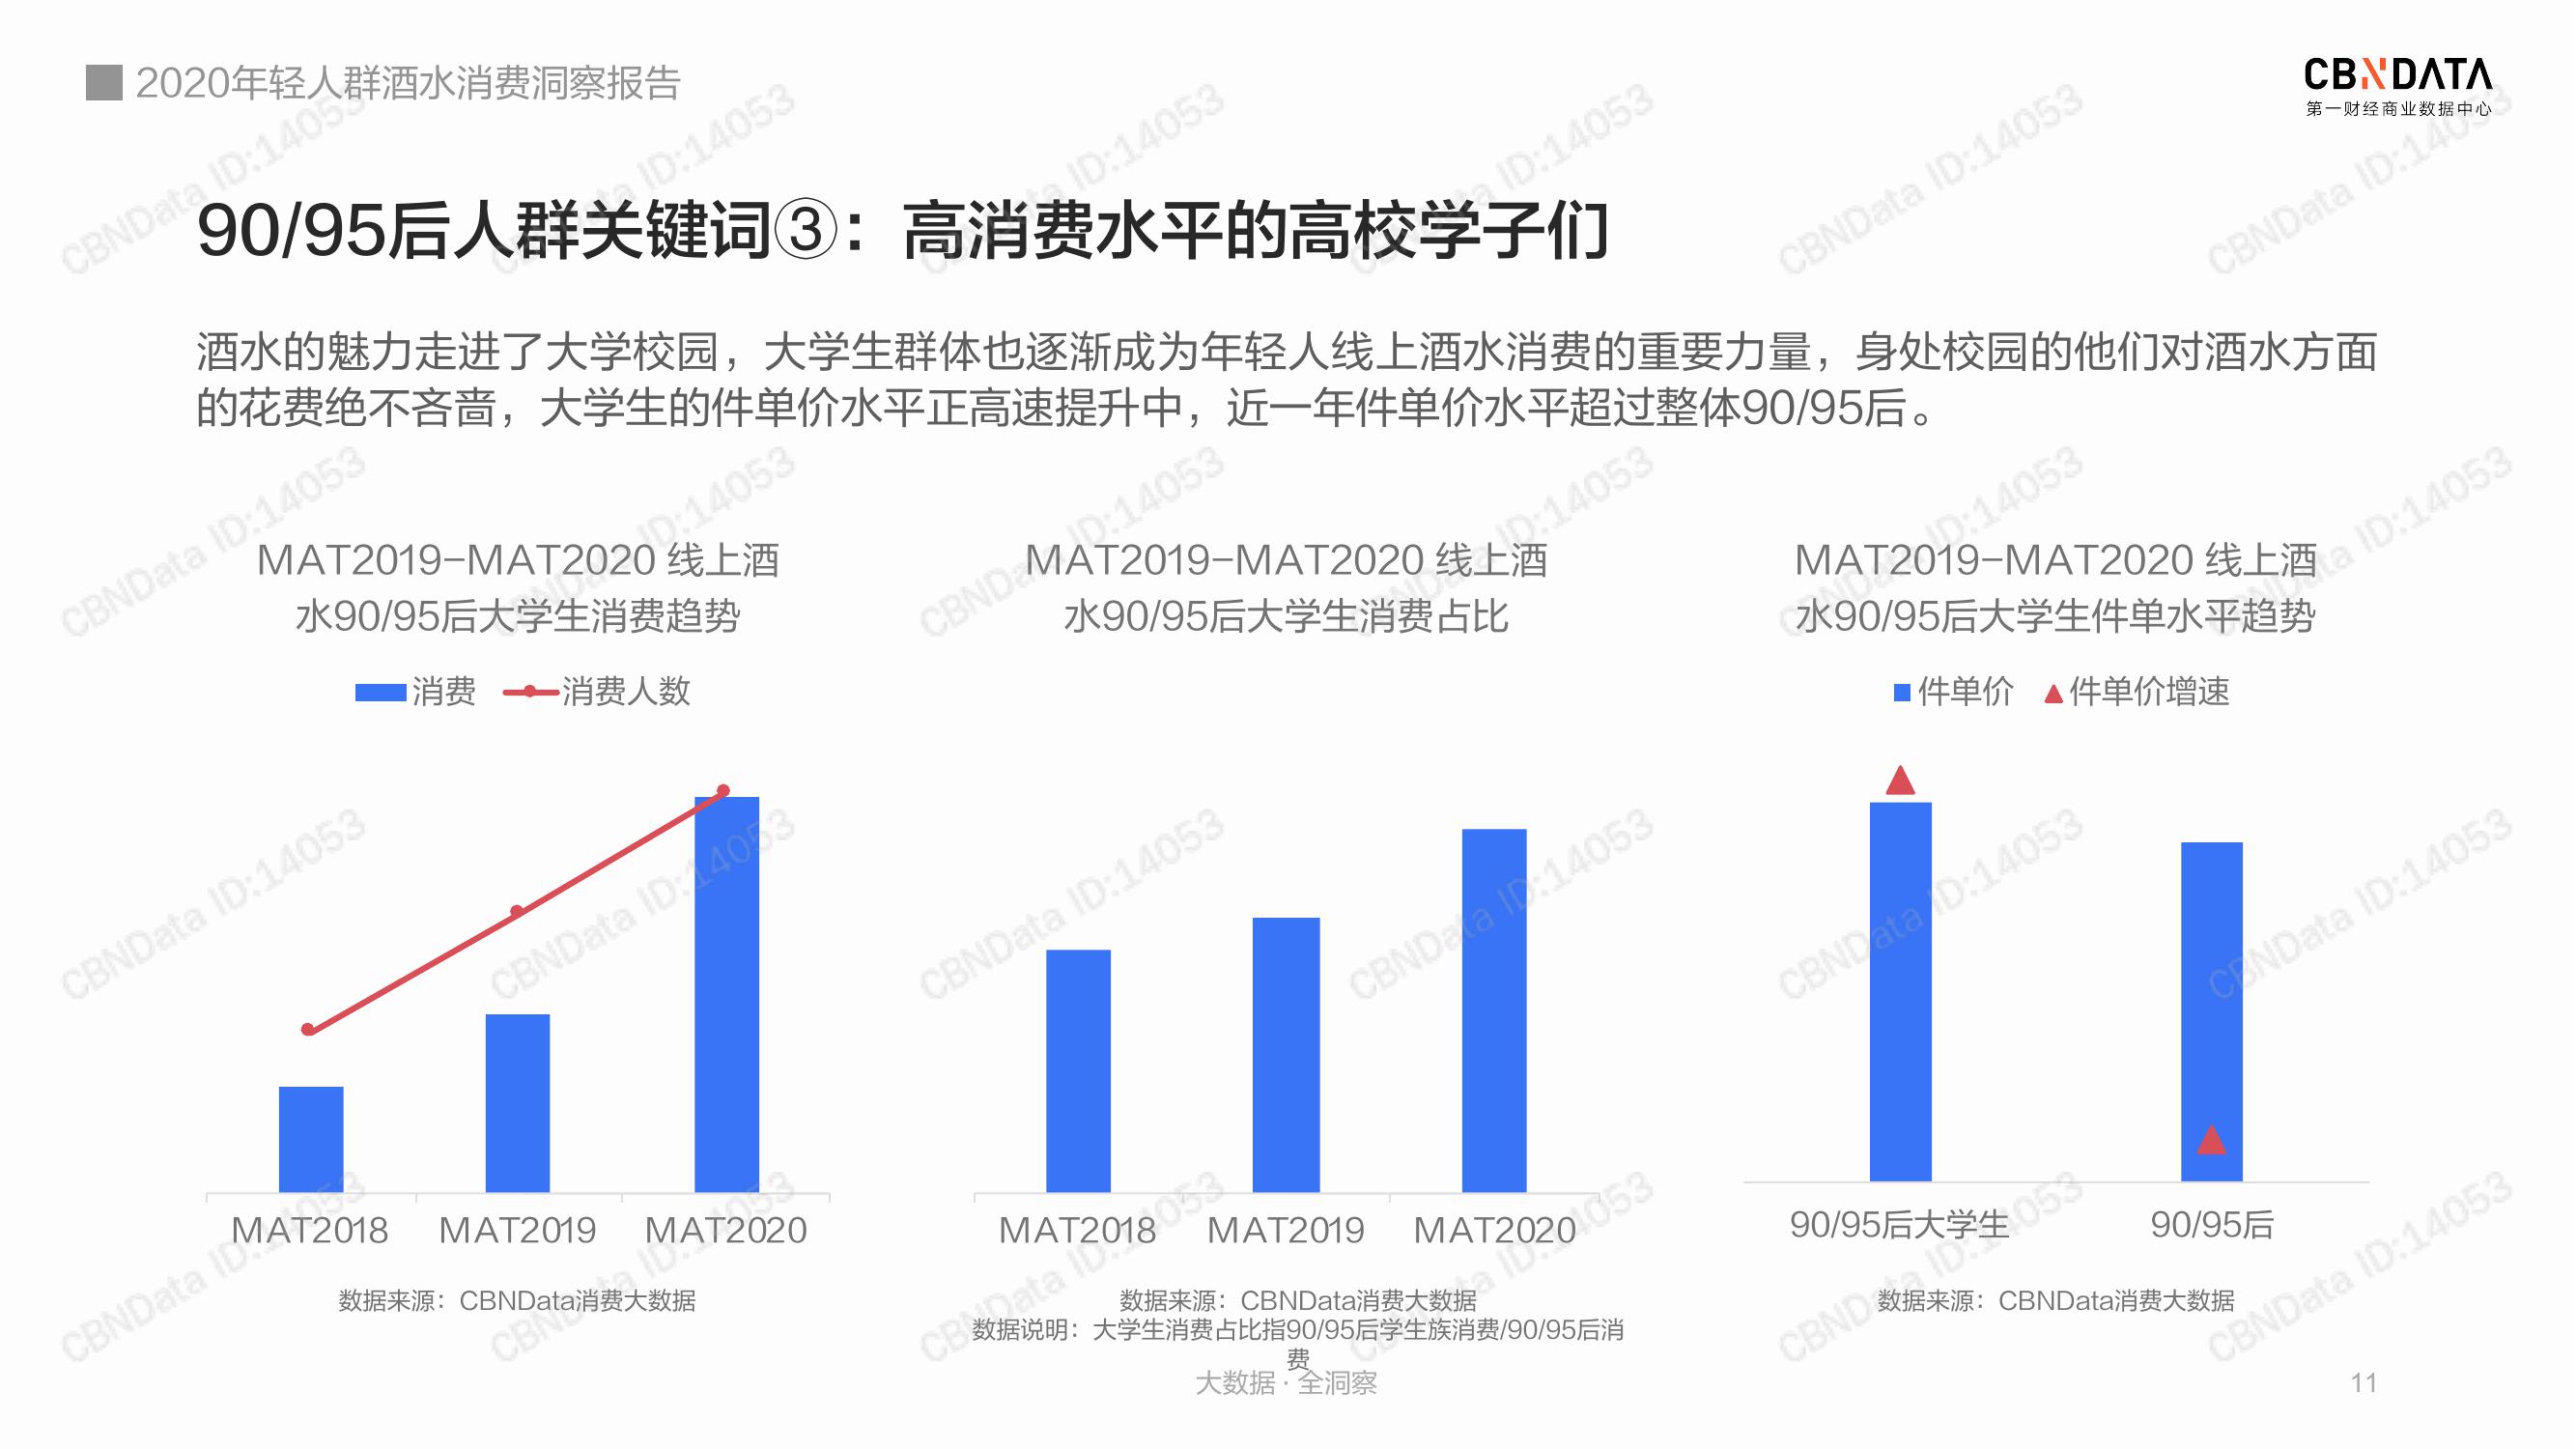 2020年轻人群酒水消费洞察报告
CBNDATA
第一财经商业数据中心
90/95后人群关键词③：高消费水平的高校学子们
酒水的魅力走进了大学校园，大学生群体也逐渐成为年轻人线上酒水消费的重要力量，身处校园的他们对酒水方面
的花费绝不吝啬，大学生的件单价水平正高速提升中，近一年件单价水平超过整体90/95后。
MAT2019-MAT2020 线上酒
水90/95后大学生消费趋势
消费 消费人数
MAT2018 MAT2019 MAT2020
数据来源：CBNData消费大数据
MAT2019-MAT2020 线上酒
水90/95后大学生消费占比
MAT2018 MAT2019 MAT2020
数据来源：CBNData消费大数据
数据说明：大学生消费占比指90/95后学生族消费/90/95后消
费
MAT2019-MAT2020 线上酒
水90/95后大学生件单水平趋势
件单价 件单价增速
90/95后大学生 90/95后
数据来源：CBNData消费大数据
大数据·全洞察
11
CBNData ID:14053